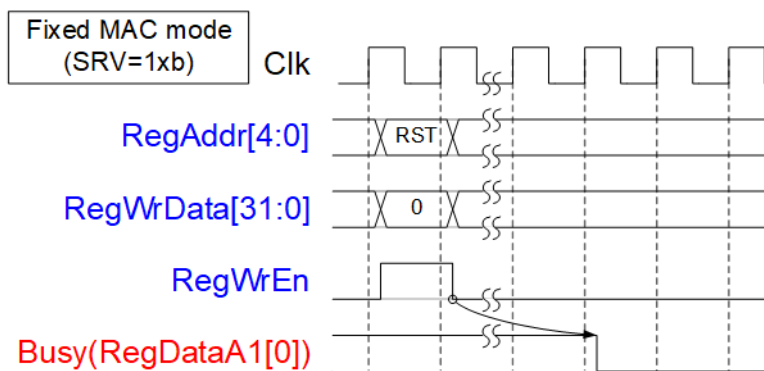 Fixed MAC mode
(SRV=1xb)
Clk
RegAddr[4:0]
RST
RegWrData[31:0]
0
RegWrEn
Busy(RegDataA1[0])